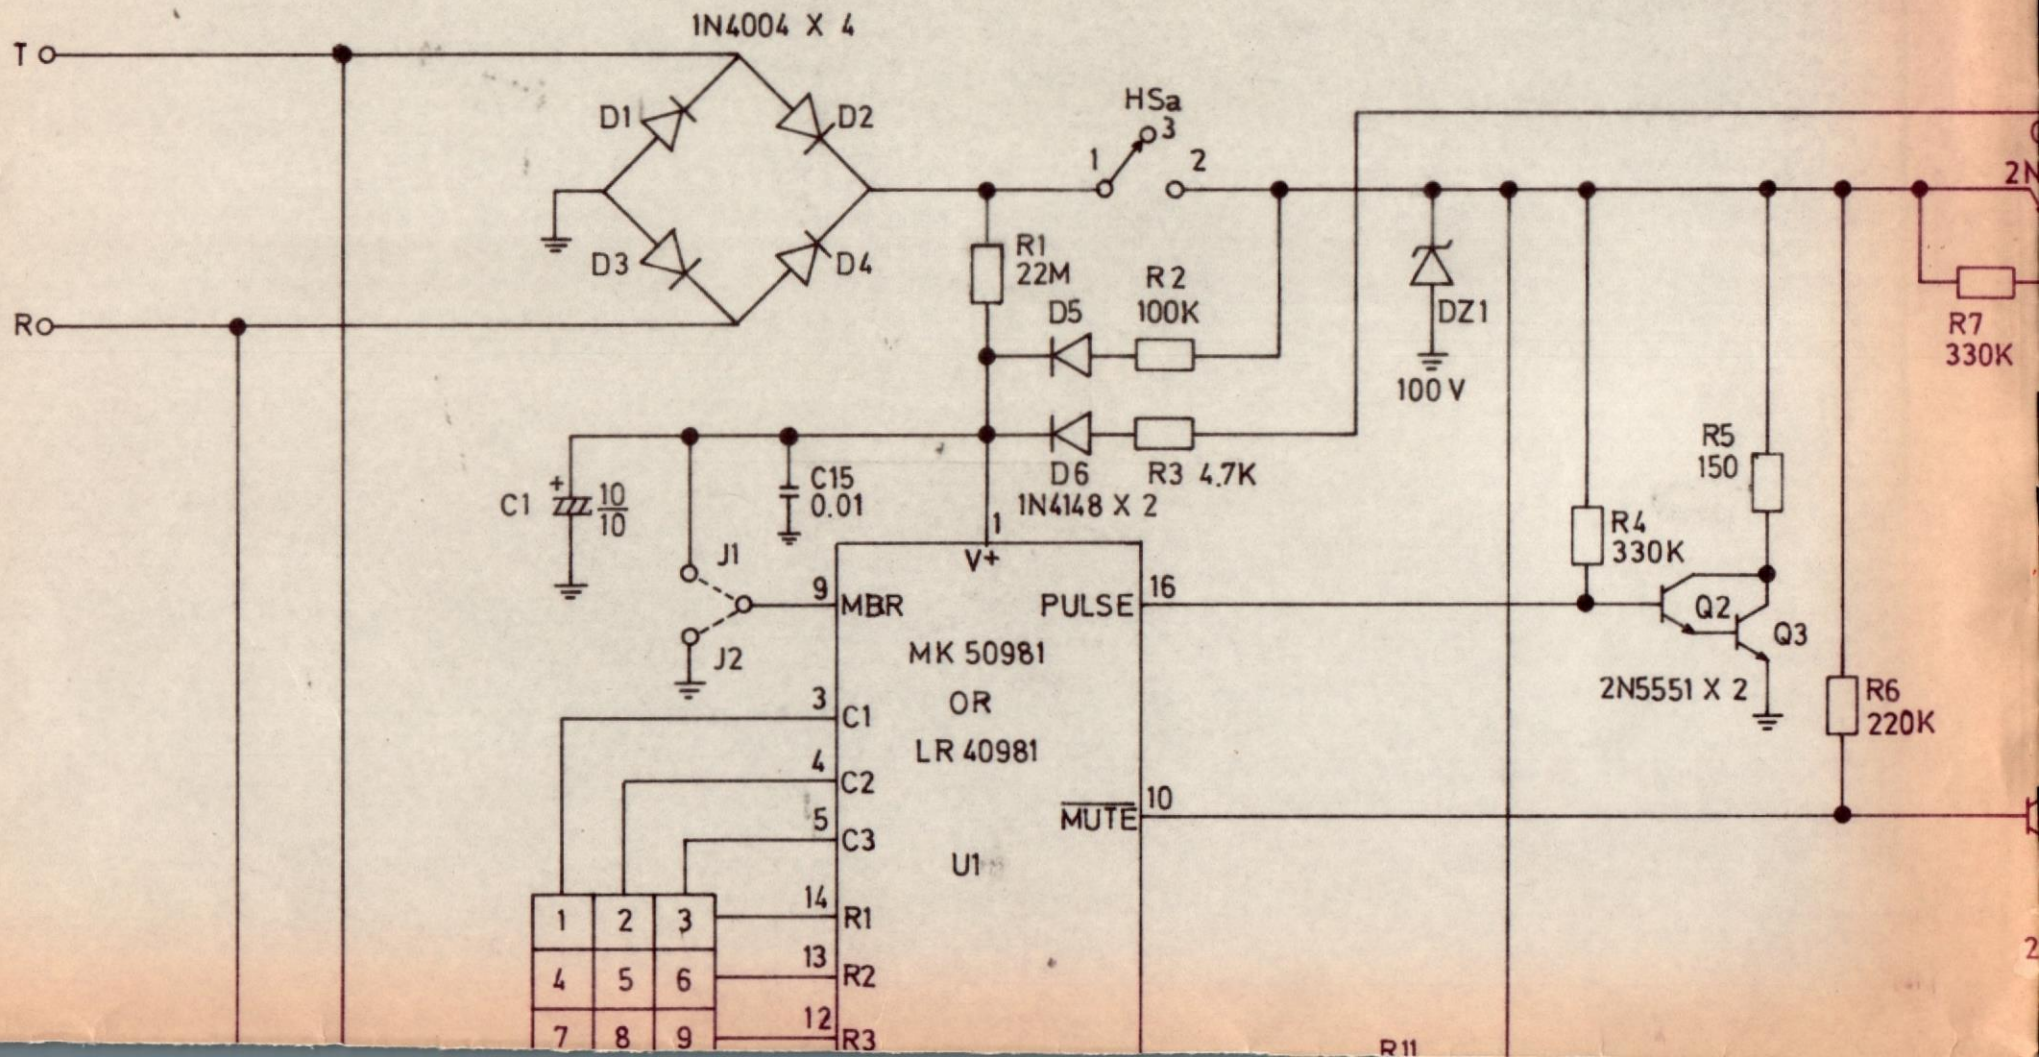 1N4004 X 4
T
D1
D2
HSa
3
1
2
2N
D3
D4
R1
22M
R2
100K
D5
DZ1
100V
R
R7
330K
D6
1N4148 X 2
R3 4.7K
R5
150
C1
+
10
10
C15
0.01
1
V+
R4
330K
J1
J2
9
MBR
PULSE
16
Q2
Q3
2N5551 X 2
MK 50981
OR
LR 40981
U1
R6
220K
3
C1
4
C2
5
C3
MUTE
10
14
R1
13
R2
12
R3
1
2
3
4
5
6
7
8
9
2
R11